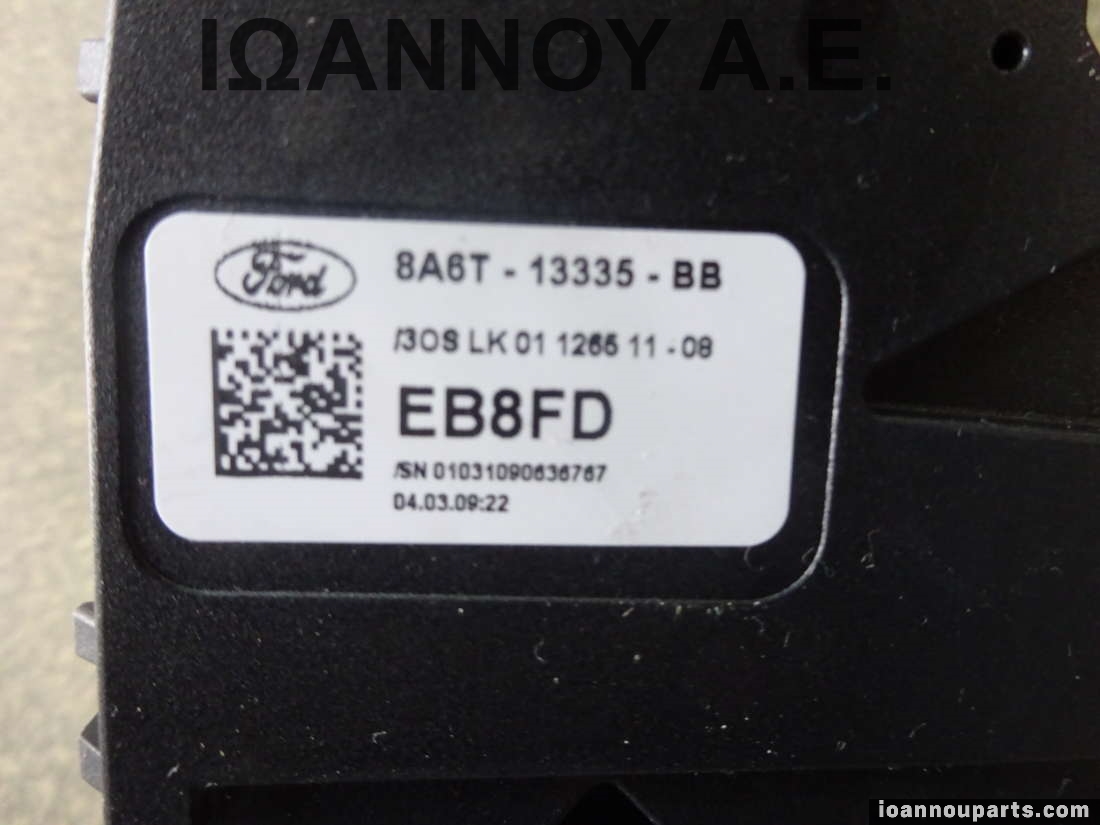 ΙΩΑΝΝΟΥ Α.Ε.
Ford
8A6T - 13335 - BB
/3OS LK 01 1266 11 - 08
EB8FD
/SN 01031090636767
04.03.09:22
ioannouparts.com